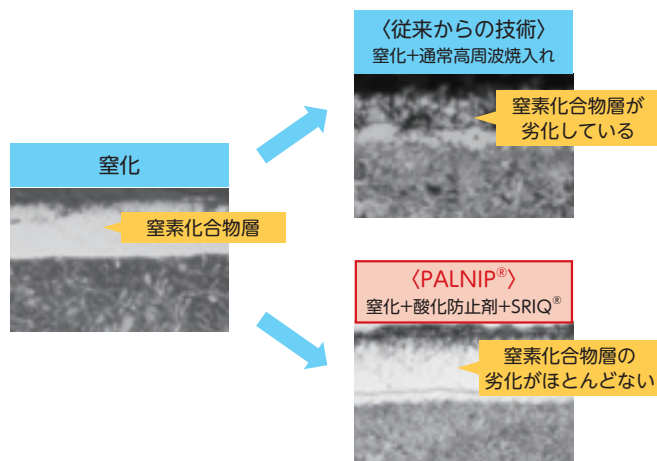 〈従来からの技術〉
窒化+通常高周波焼入れ
窒素化合物層が
劣化している
窒化
窒素化合物層
〈PALNIP®〉
窒化+酸化防止剤+SRIQ®
窒素化合物層の
劣化がほとんどない